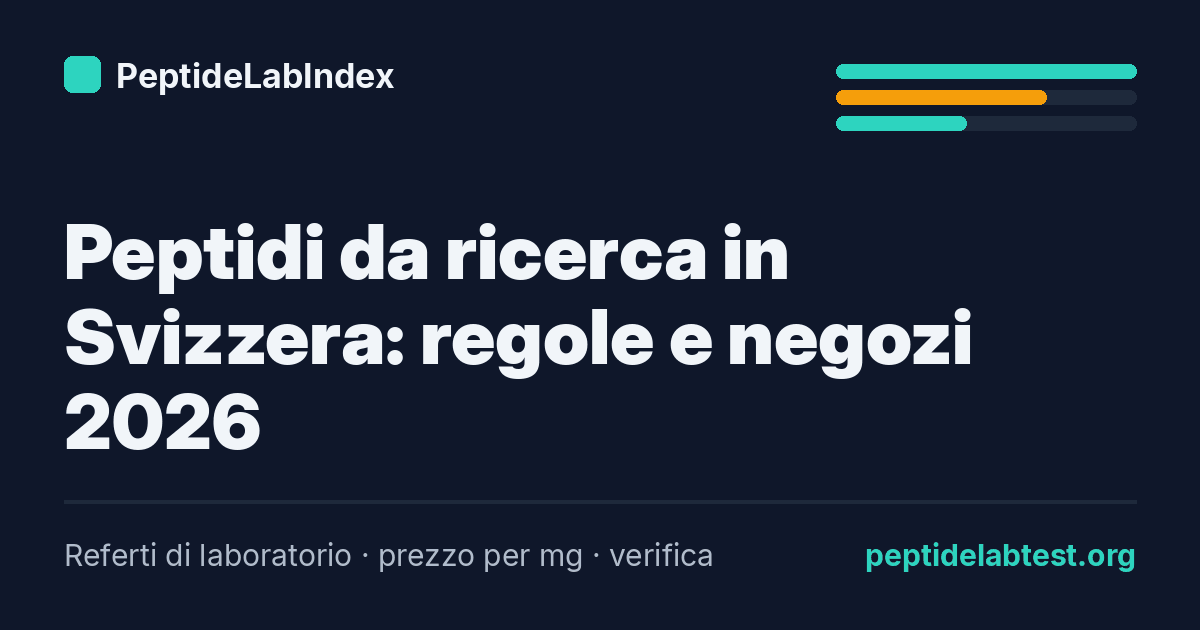 PeptideLabIndex
Peptidi da ricerca in
Svizzera: regole e negozi
2026
Referti di laboratorio · prezzo per mg · verifica
peptidelabtest.org